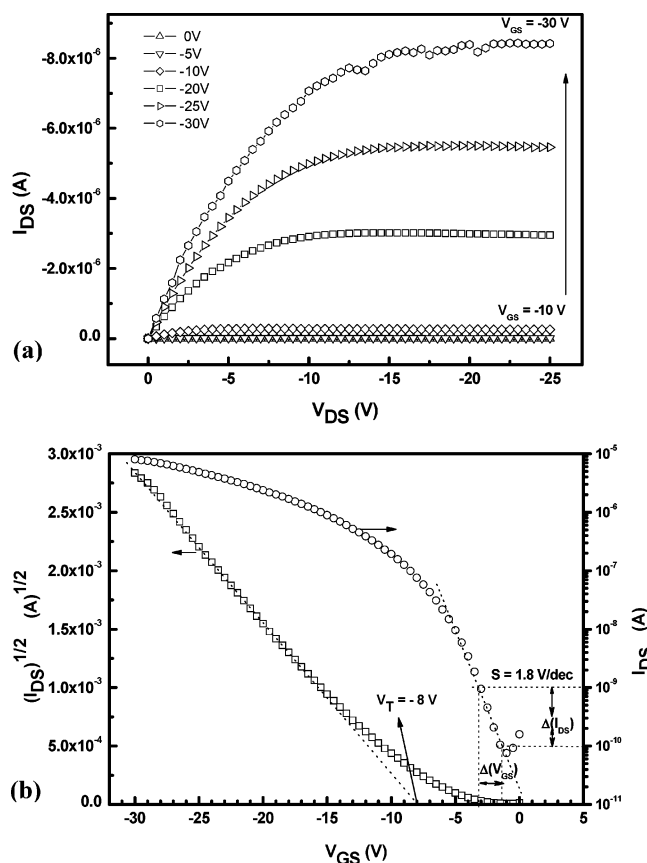 V_GS = -30 V
0V
-5V
-10V
-20V
-25V
-30V
-8.0x10^-6
-6.0x10^-6
-4.0x10^-6
-2.0x10^-6
0.0
I_DS (A)
V_GS = -10 V
(a)
0 -5 -10 -15 -20 -25
V_DS (V)
3.0x10^-3
2.5x10^-3
2.0x10^-3
1.5x10^-3
1.0x10^-3
5.0x10^-4
0.0
(I_DS)^1/2 (A)^1/2
10^-5
10^-6
10^-7
10^-8
10^-9
10^-10
10^-11
I_DS (A)
S = 1.8 V/dec
V_T = - 8 V
Δ(I_DS)
Δ(V_GS)
(b)
-30 -25 -20 -15 -10 -5 0 5
V_GS (V)